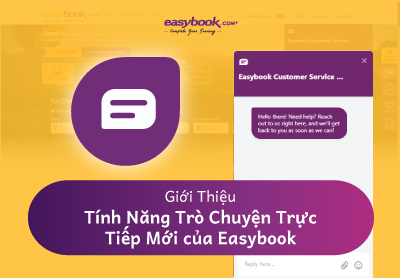 easybook.COM®
Simplify Your Journey
Easybook Customer Service ...
Hello there! Need help? Reach
out to us right here, and we'll get
back to you as soon as we can!
Giới Thiệu
Tính Năng Trò Chuyện Trực
Tiếp Mới của Easybook
Reply here...